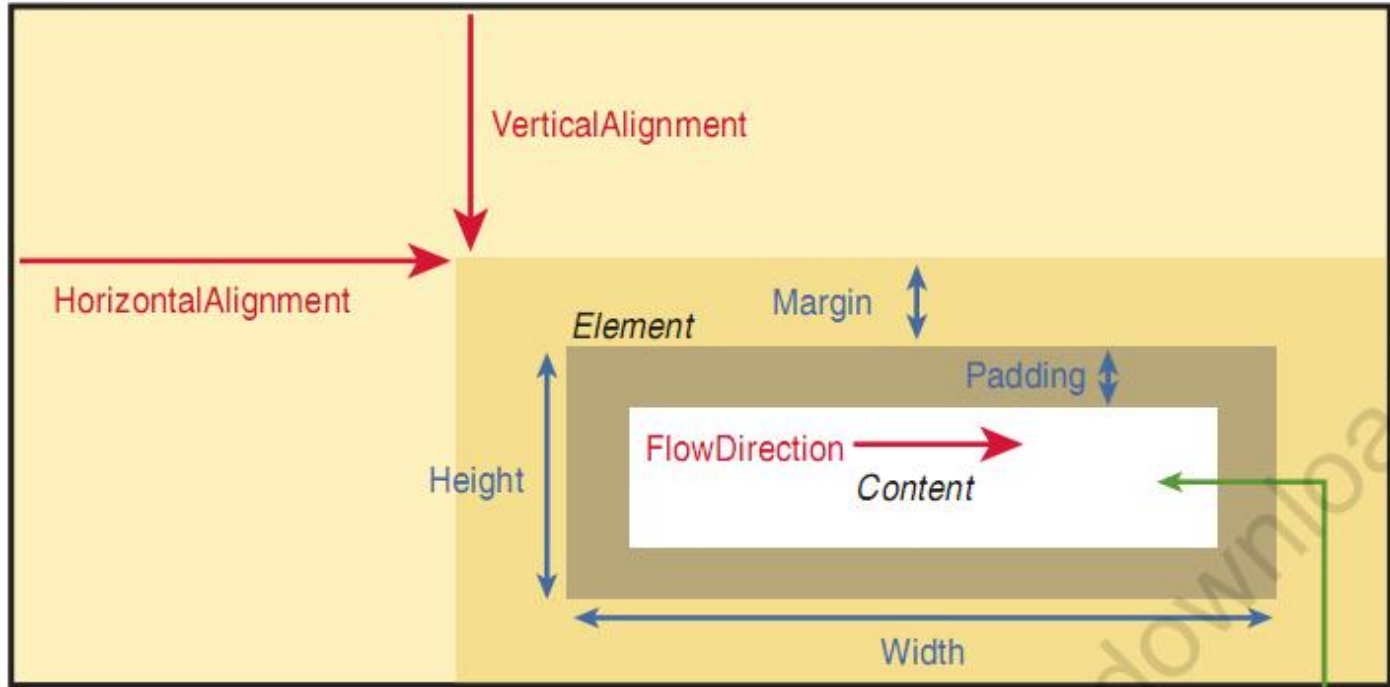 VerticalAlignment
HorizontalAlignment
Margin
Element
Padding
FlowDirection
Height
Content
Width